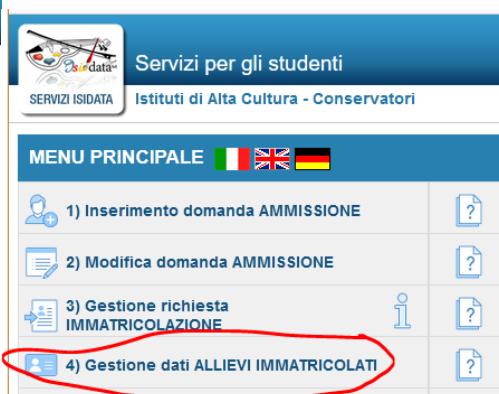 Isidata
Servizi per gli studenti
SERVIZI ISIDATA
Istituti di Alta Cultura - Conservatori
MENU PRINCIPALE
1) Inserimento domanda AMMISSIONE
?
2) Modifica domanda AMMISSIONE
?
3) Gestione richiesta
IMMATRICOLAZIONE
?
4) Gestione dati ALLIEVI IMMATRICOLATI
?